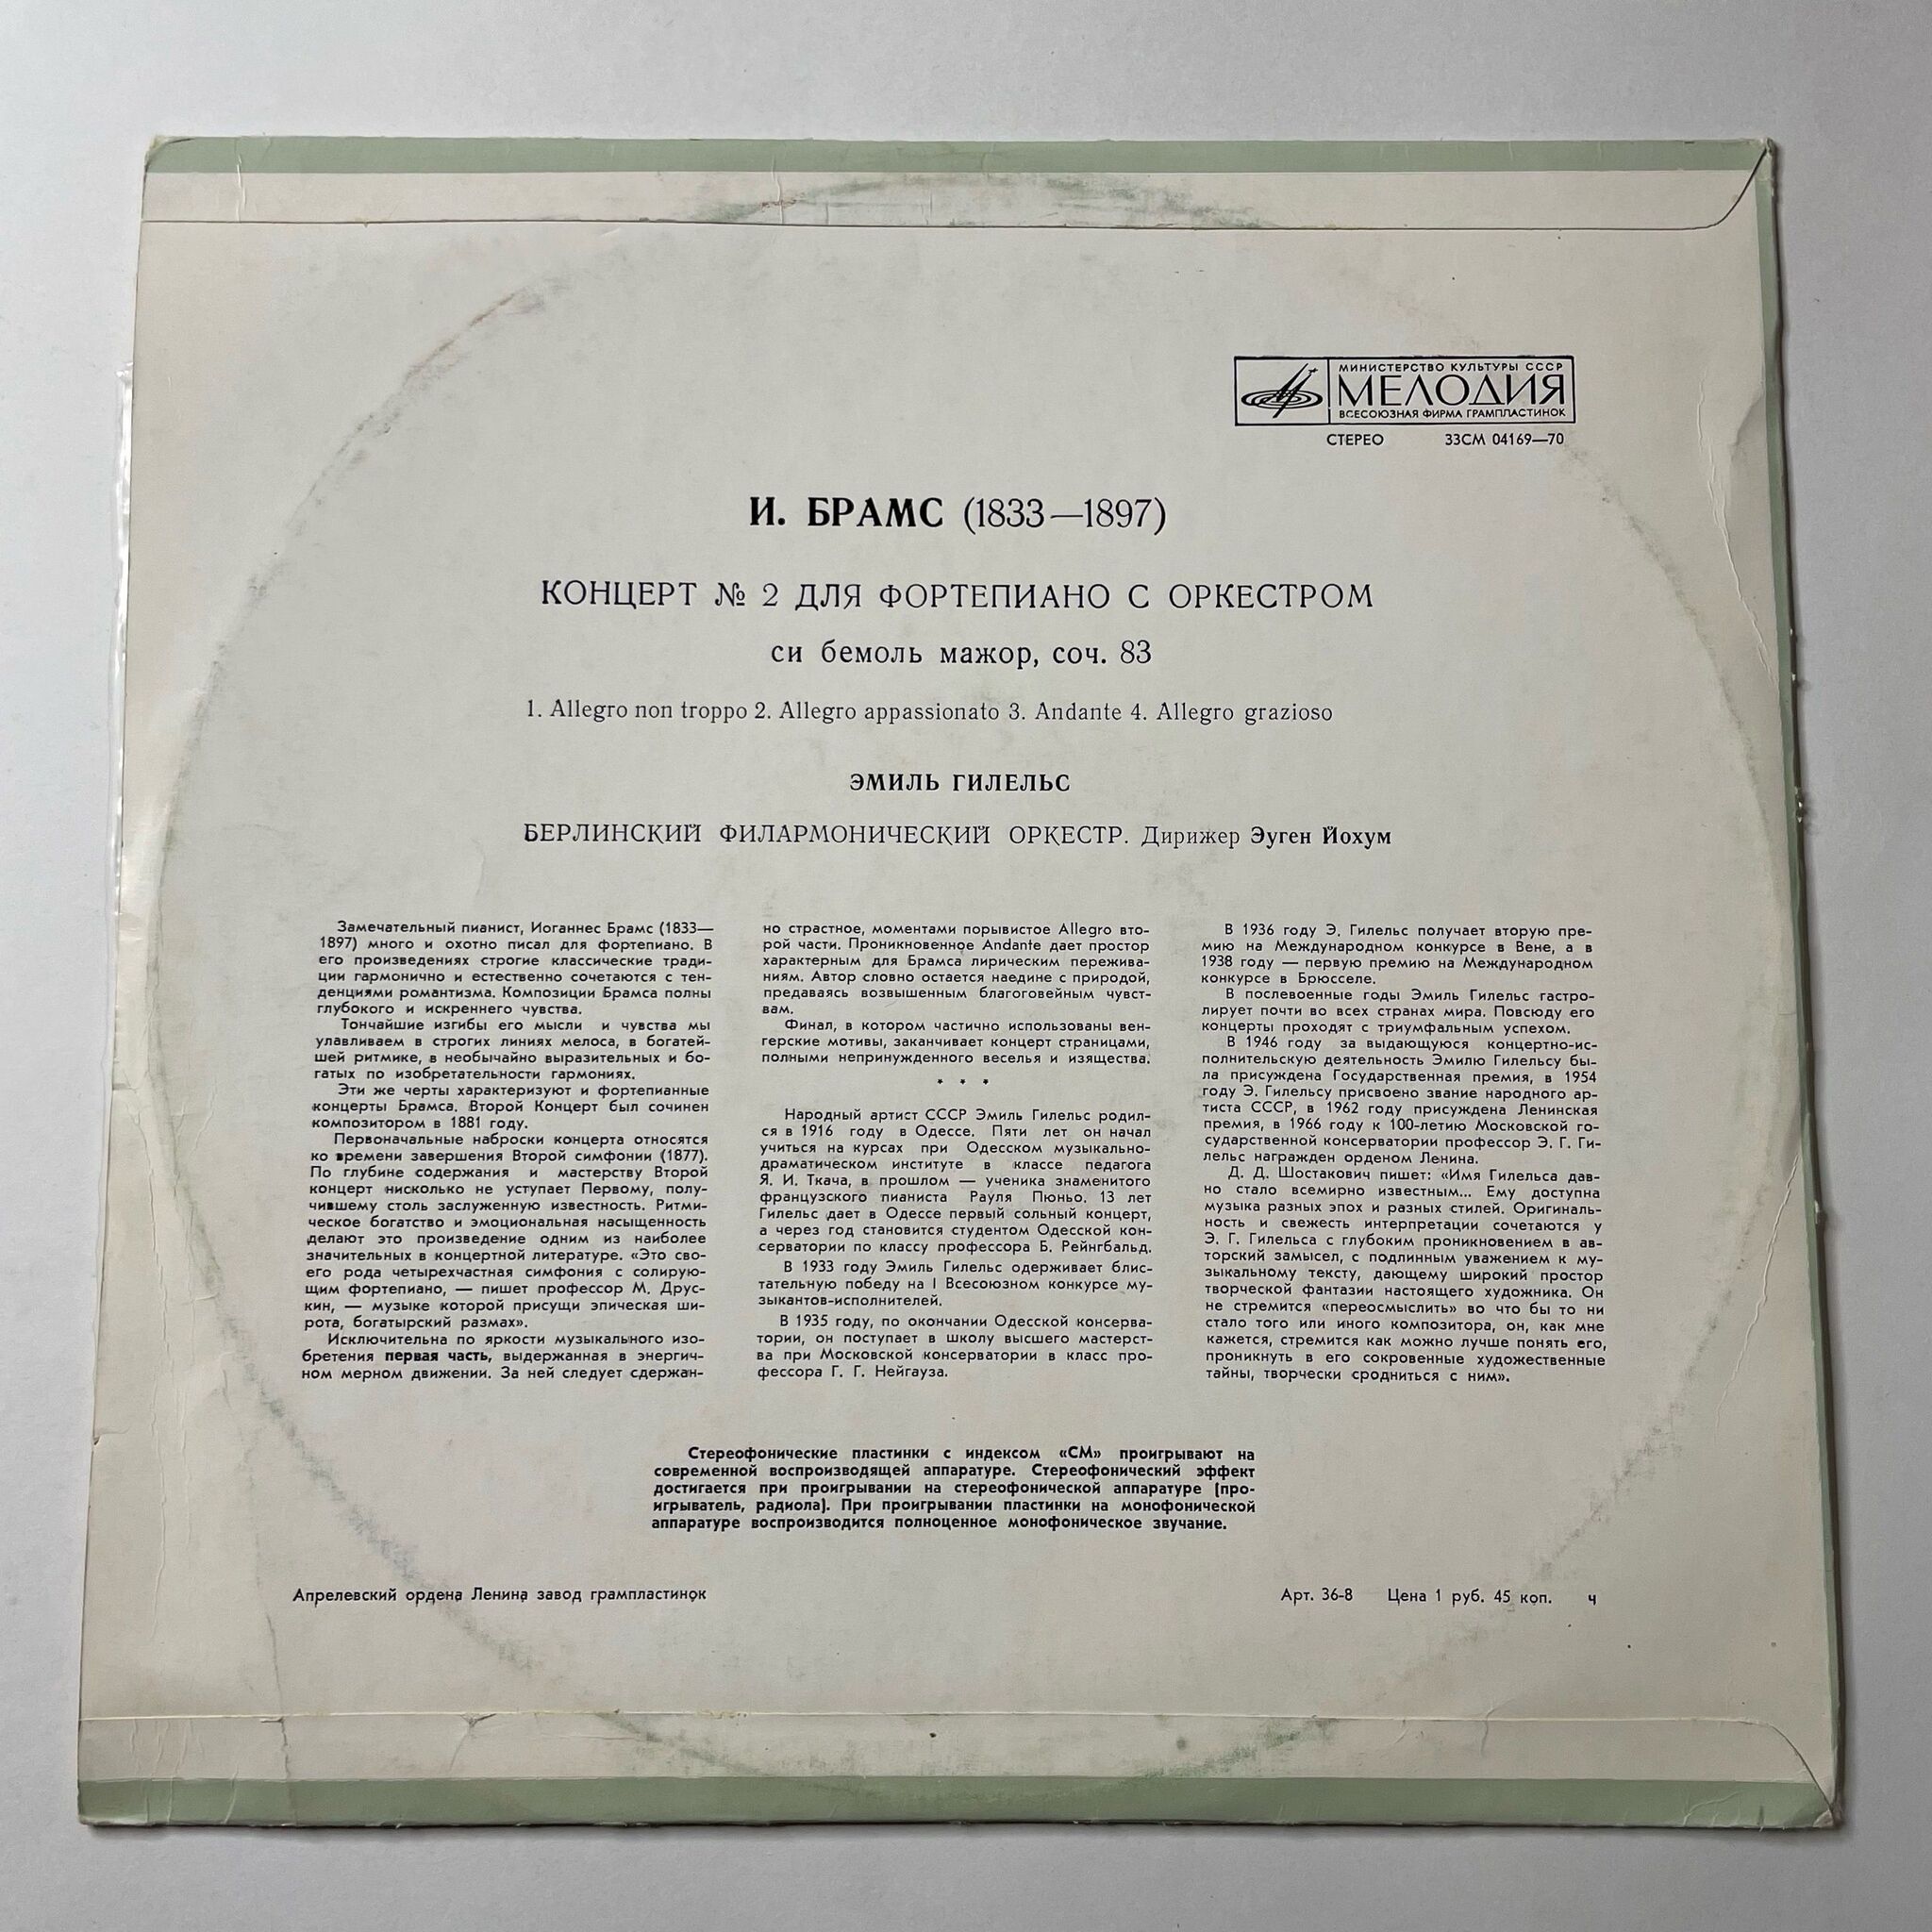 МИНИСТЕРСТВО КУЛЬТУРЫ СССР
МЕЛОДИЯ
ВСЕСОЮЗНАЯ ФИРМА ГРАМПЛАСТИНОК
СТЕРЕО 33СМ 04169—70
И. БРАМС (1833—1897)
КОНЦЕРТ № 2 ДЛЯ ФОРТЕПИАНО С ОРКЕСТРОМ
си бемоль мажор, соч. 83
1. Allegro non troppo 2. Allegro appassionato 3. Andante 4. Allegro grazioso
ЭМИЛЬ ГИЛЕЛЬС
БЕРЛИНСКИЙ ФИЛАРМОНИЧЕСКИЙ ОРКЕСТР. Дирижер Эуген Йохум
Замечательный пианист, Иоганнес Брамс (1833—
1897) много и охотно писал для фортепиано. В
его произведениях строгие классические тради-
ции гармонично и естественно сочетаются с тен-
денциями романтизма. Композиции Брамса полны
глубокого и искреннего чувства.
Тончайшие изгибы его мысли и чувства мы
улавливаем в строгих линиях мелоса, в богатей-
шей ритмике, в необычайно выразительных и бо-
гатых по изобретательности гармониях.
Эти же черты характеризуют и фортепианные
концерты Брамса. Второй Концерт был сочинен
композитором в 1881 году.
Первоначальные наброски концерта относятся
ко времени завершения Второй симфонии (1877).
По глубине содержания и мастерству Второй
концерт нисколько не уступает Первому, полу-
чившему столь заслуженную известность. Ритми-
ческое богатство и эмоциональная насыщенность
делают это произведение одним из наиболее
значительных в концертной литературе. «Это сво-
его рода четырехчастная симфония с солирую-
щим фортепиано, — пишет профессор М. Друс-
кин, — музыке которой присущи эпическая ши-
рота, богатырский размах».
Исключительна по яркости музыкального изо-
бретения первая часть, выдержанная в энергич-
ном мерном движении. За ней следует сдержан-
но страстное, моментами порывистое Allegro вто-
рой части. Проникновенное Andante дает простор
характерным для Брамса лирическим пережива-
ниям. Автор словно остается наедине с природой,
предаваясь возвышенным благоговейным чувст-
вам.
Финал, в котором частично использованы вен-
герские мотивы, заканчивает концерт страницами,
полными непринужденного веселья и изящества.
* * *
Народный артист СССР Эмиль Гилельс родил-
ся в 1916 году в Одессе. Пяти лет он начал
учиться на курсах при Одесском музыкально-
драматическом институте в классе педагога
Я. И. Ткача, в прошлом — ученика знаменитого
французского пианиста Рауля Пюньо. 13 лет
Гилельс дает в Одессе первый сольный концерт,
а через год становится студентом Одесской кон-
серватории по классу профессора Б. Рейнгбальд.
В 1933 году Эмиль Гилельс одерживает блис-
тательную победу на I Всесоюзном конкурсе му-
зыкантов-исполнителей.
В 1935 году, по окончании Одесской консерва-
тории, он поступает в школу высшего мастерст-
ва при Московской консерватории в класс про-
фессора Г. Г. Нейгауза.
В 1936 году Э. Гилельс получает вторую пре-
мию на Международном конкурсе в Вене, а в
1938 году — первую премию на Международном
конкурсе в Брюсселе.
В послевоенные годы Эмиль Гилельс гастро-
лирует почти во всех странах мира. Повсюду его
концерты проходят с триумфальным успехом.
В 1946 году за выдающуюся концертно-ис-
полнительскую деятельность Эмилю Гилельсу бы-
ла присуждена Государственная премия, в 1954
году Э. Гилельсу присвоено звание народного ар-
тиста СССР, в 1962 году присуждена Ленинская
премия, в 1966 году к 100-летию Московской го-
сударственной консерватории профессор Э. Г. Ги-
лельс награжден орденом Ленина.
Д. Д. Шостакович пишет: «Имя Гилельса дав-
но стало всемирно известным... Ему доступна
музыка разных эпох и разных стилей. Оригиналь-
ность и свежесть интерпретации сочетаются у
Э. Г. Гилельса с глубоким проникновением в ав-
торский замысел, с подлинным уважением к му-
зыкальному тексту, дающему широкий простор
творческой фантазии настоящего художника. Он
не стремится «переосмыслить» во что бы то ни
стало того или иного композитора, он, как мне
кажется, стремится как можно лучше понять его,
проникнуть в его сокровенные художественные
тайны, творчески сродниться с ним».
Стереофонические пластинки с индексом «СМ» проигрывают на
современной воспроизводящей аппаратуре. Стереофонический эффект
достигается при проигрывании на стереофонической аппаратуре (про-
игрыватель, радиола). При проигрывании пластинки на монофонической
аппаратуре воспроизводится полноценное монофоническое звучание.
Апрелевский ордена Ленина завод грампластинок
Арт. 36-8 Цена 1 руб. 45 коп. ч